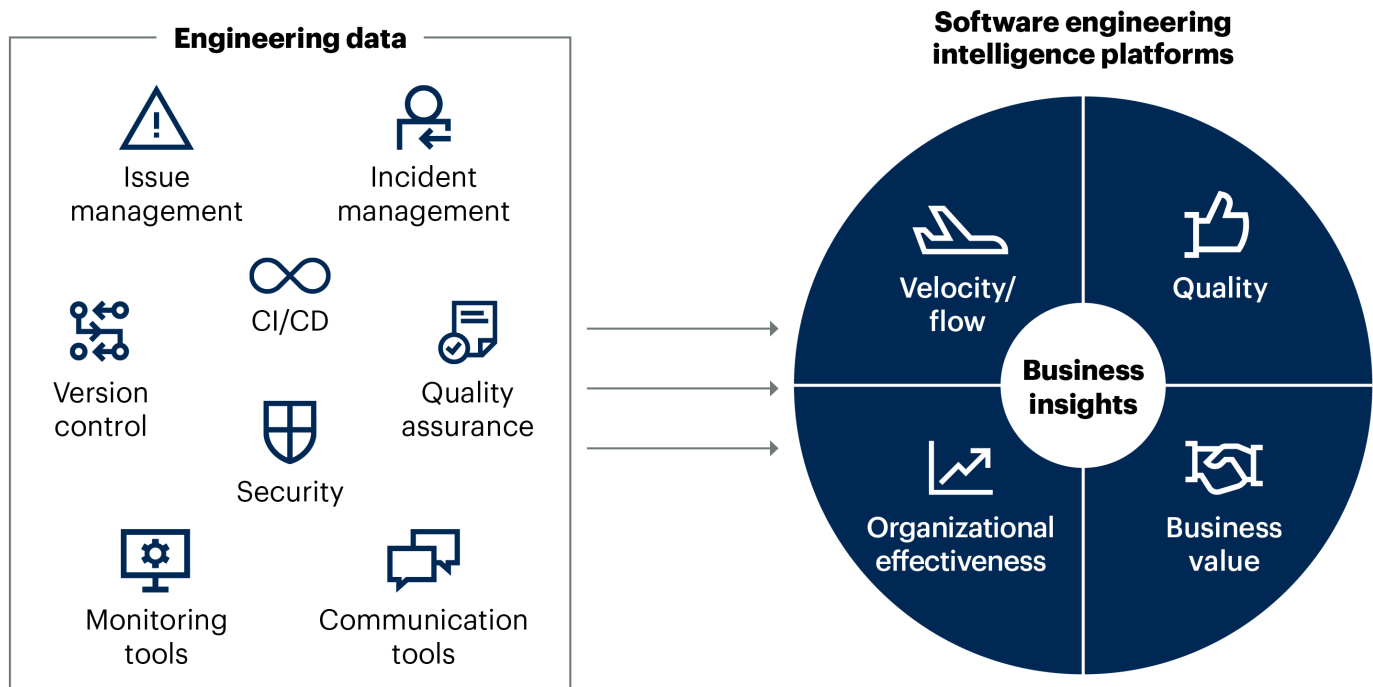 Engineering data
Issue
management
Incident
management
CI/CD
Version
control
Quality
assurance
Security
Monitoring
tools
Communication
tools
Software engineering
intelligence platforms
Velocity/
flow
Quality
Business
insights
Organizational
effectiveness
Business
value